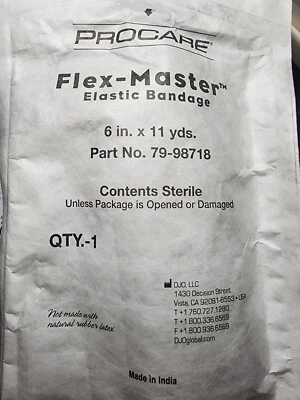 PROCARE®
Flex-Master™
Elastic Bandage
6 in. x 11 yds.
Part No. 79-98718
Contents Sterile
Unless Package is Opened or Damaged
QTY.-1
DJO, LLC
1430 Decision Street
Vista, CA 92081-8553 • USA
T +1.760.727.1280
T +1.800.336.6569
F +1.800.936.6569
DJOglobal.com
Not made with
natural rubber latex
Made in India